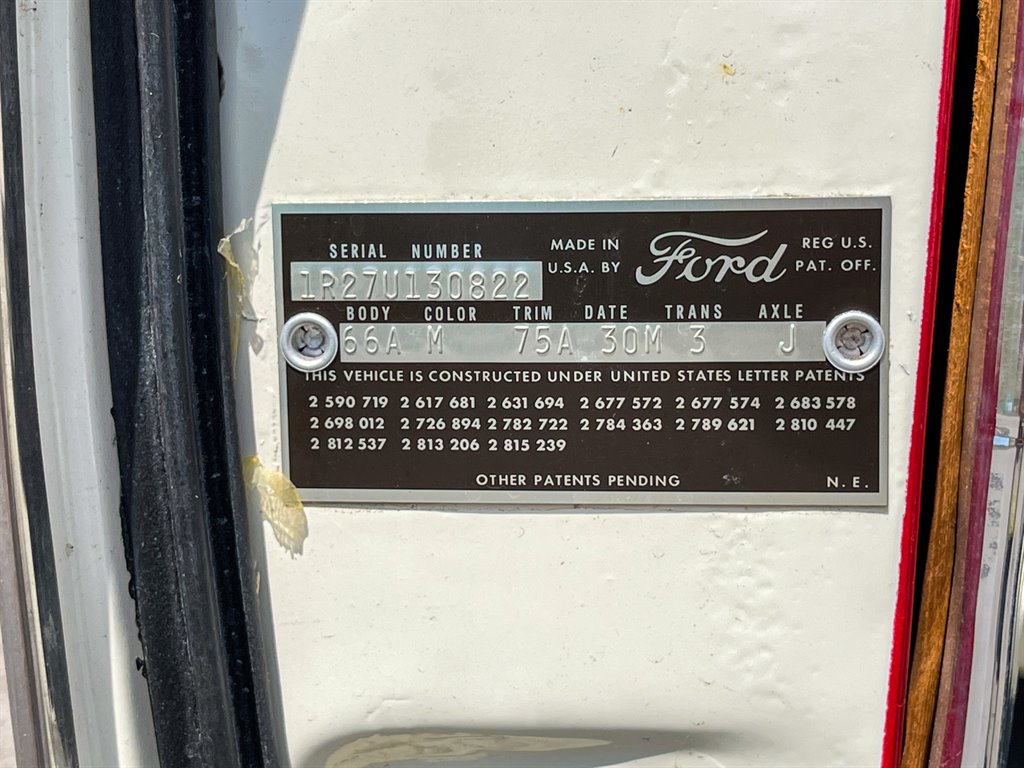 SERIAL NUMBER
MADE IN
U.S.A. BY
Ford
REG U.S.
PAT. OFF.
1R27U130822
BODY COLOR TRIM DATE TRANS AXLE
66A M 75A 30M 3 J
THIS VEHICLE IS CONSTRUCTED UNDER UNITED STATES LETTER PATENTS
2 590 719 2 617 681 2 631 694 2 677 572 2 677 574 2 683 578
2 698 012 2 726 894 2 782 722 2 784 363 2 789 621 2 810 447
2 812 537 2 813 206 2 815 239
OTHER PATENTS PENDING
N. E.